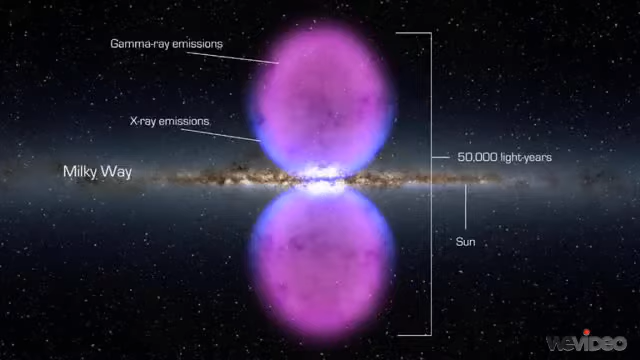 Gamma-ray emissions
X-ray emissions
Milky Way
50,000 light-years
Sun
WEVIDEO